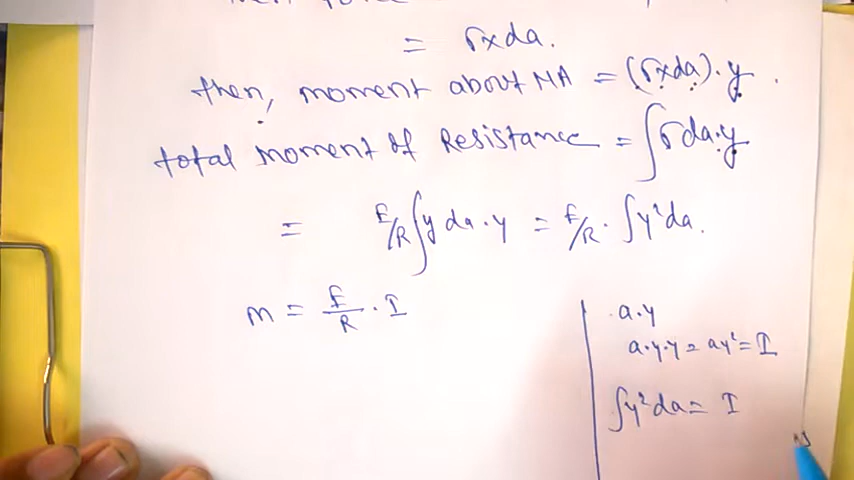 = σxda.
then, moment about NA = (σxda).y.
total moment of Resistance = ∫σda.y
= E/R ∫y da.y = E/R . ∫y²da.
M = E/R . I
a.y
a.y.y = ay² = I
∫y²da = I